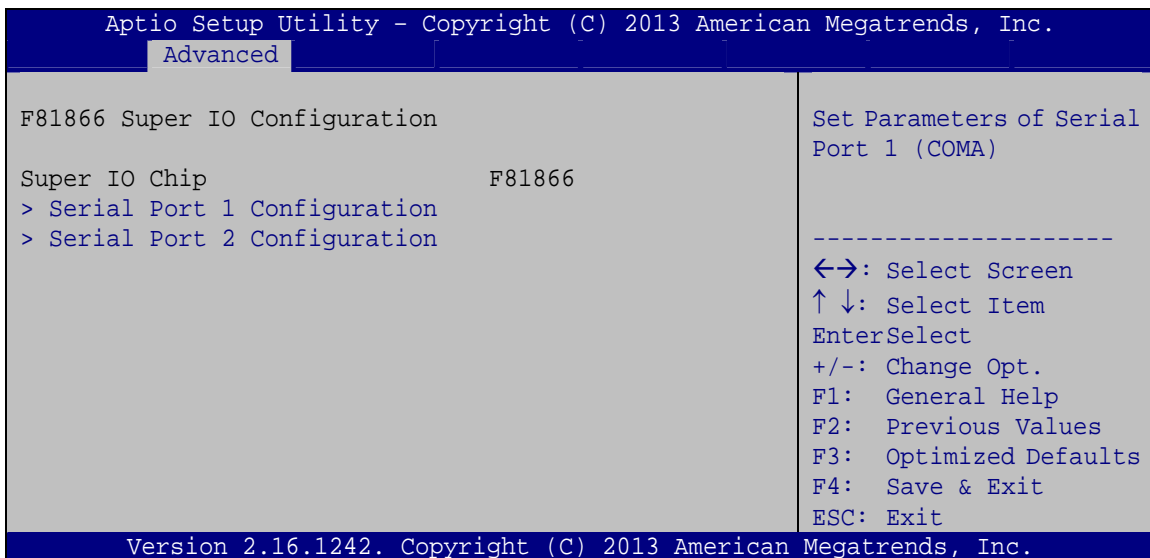 Aptio Setup Utility – Copyright (C) 2013 American Megatrends, Inc.
Advanced
F81866 Super IO Configuration
Super IO Chip F81866
> Serial Port 1 Configuration
> Serial Port 2 Configuration
Set Parameters of Serial
Port 1 (COMA)
---------------------
←→: Select Screen
↑ ↓: Select Item
EnterSelect
+/-: Change Opt.
F1: General Help
F2: Previous Values
F3: Optimized Defaults
F4: Save & Exit
ESC: Exit
Version 2.16.1242. Copyright (C) 2013 American Megatrends, Inc.